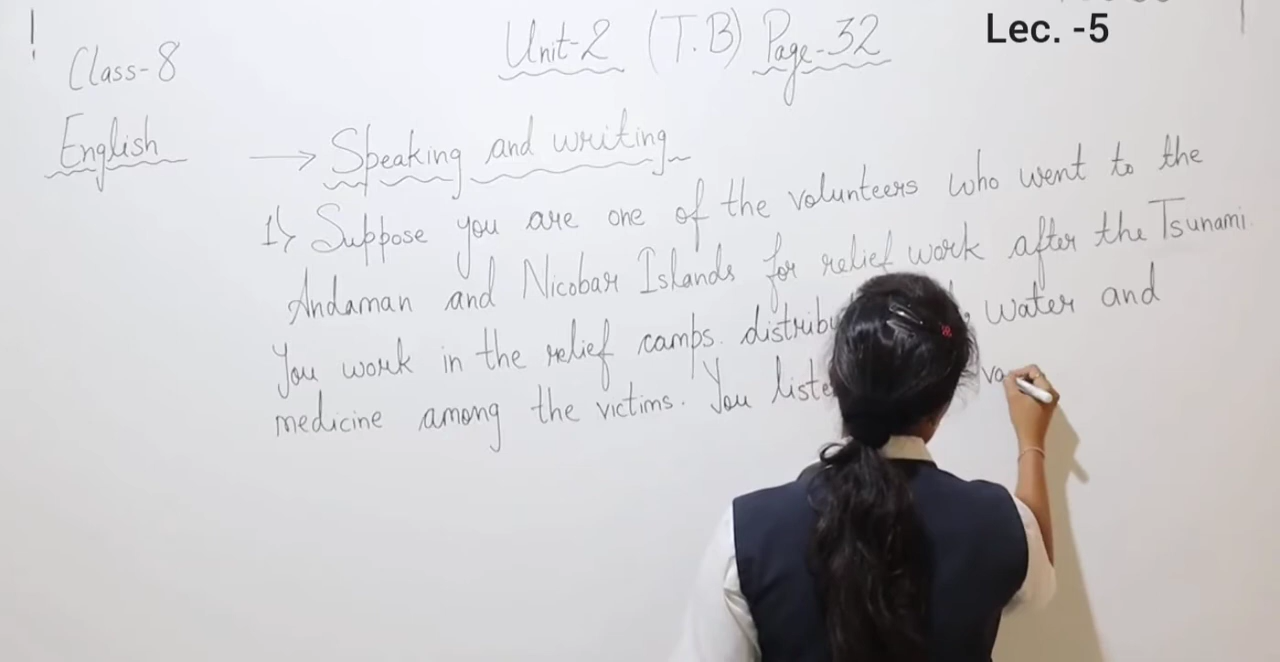 Lec. -5
Unit-2 (T.B) Page-32
Class-8
English
→ Speaking and writing
1) Suppose you are one of the volunteers who went to the
Andaman and Nicobar Islands for relief work after the Tsunami.
You work in the relief camps. water and
medicine among the victims. You